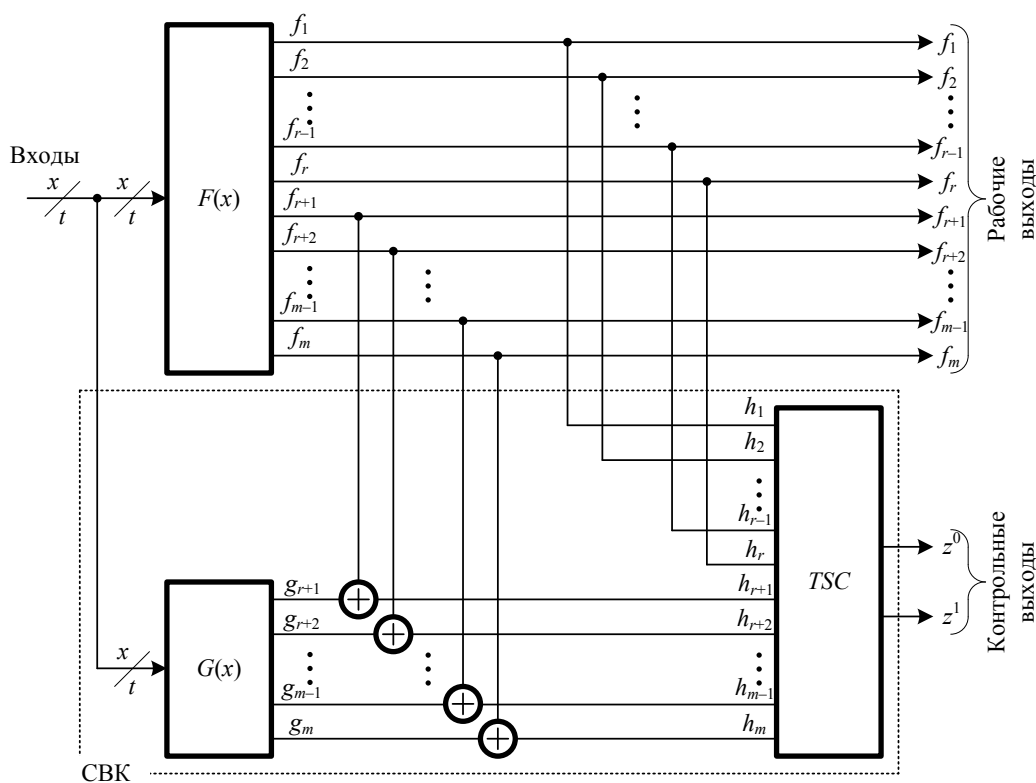 f1 f1
f2 f2
⋮ ⋮ ⋮
fr–1 fr–1
Входы
x x
t t
F(x)
fr fr
fr+1 fr+1
fr+2 fr+2
⋮ ⋮ ⋮
fm–1 fm–1
fm fm
Рабочие
выходы
h1
h2
⋮
hr–1
hr
TSC
z0
z1
Контрольные
выходы
x
t
G(x)
gr+1 hr+1
gr+2 hr+2
⋮ ⋮ ⋮
gm–1 hm–1
gm hm
СВК